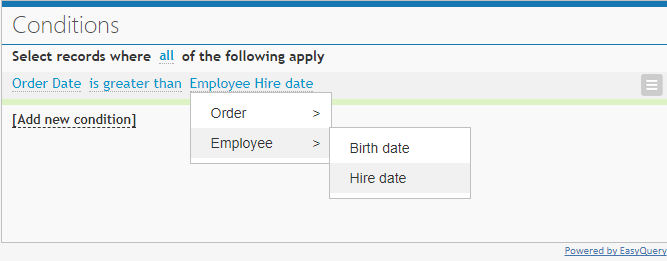 Conditions
Select records where all of the following apply
Order Date is greater than Employee Hire date
Order >
[Add new condition]
Employee >
Birth date
Hire date
Powered by EasyQuery